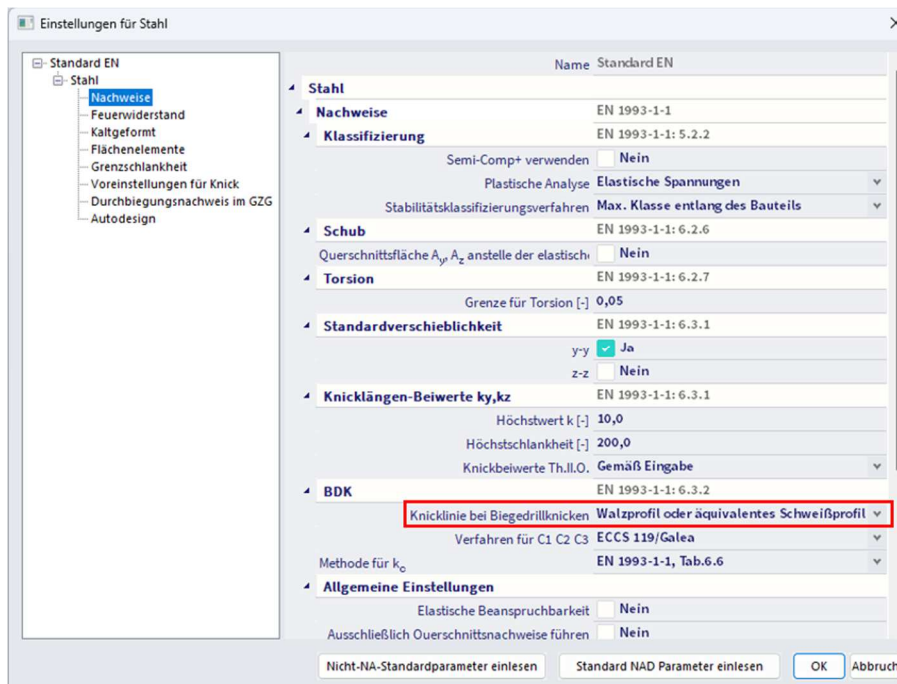 Einstellungen für Stahl
Standard EN
Stahl
Nachweise
Feuerwiderstand
Kaltgeformt
Flächenelemente
Grenzschlankheit
Voreinstellungen für Knick
Durchbiegungsnachweis im GZG
Autodesign
Name Standard EN
Stahl
Nachweise EN 1993-1-1
Klassifizierung EN 1993-1-1: 5.2.2
Semi-Comp+ verwenden Nein
Plastische Analyse Elastische Spannungen
Stabilitätsklassifizierungsverfahren Max. Klasse entlang des Bauteils
Schub EN 1993-1-1: 6.2.6
Querschnittsfläche Ay, Az anstelle der elastisch Nein
Torsion EN 1993-1-1: 6.2.7
Grenze für Torsion [-] 0,05
Standardverschieblichkeit EN 1993-1-1: 6.3.1
y-y Ja
z-z Nein
Knicklängen-Beiwerte ky,kz EN 1993-1-1: 6.3.1
Höchstwert k [-] 10,0
Höchstschlankheit [-] 200,0
Knickbeiwerte Th.II.O. Gemäß Eingabe
BDK EN 1993-1-1: 6.3.2
Knicklinie bei Biegedrillknicken Walzprofil oder äquivalentes Schweißprofil
Verfahren für C1 C2 C3 ECCS 119/Galea
Methode für kc EN 1993-1-1, Tab.6.6
Allgemeine Einstellungen
Elastische Beanspruchbarkeit Nein
Ausschließlich Querschnittsnachweise führen Nein
Nicht-NA-Standardparameter einlesen
Standard NAD Parameter einlesen
OK
Abbruch